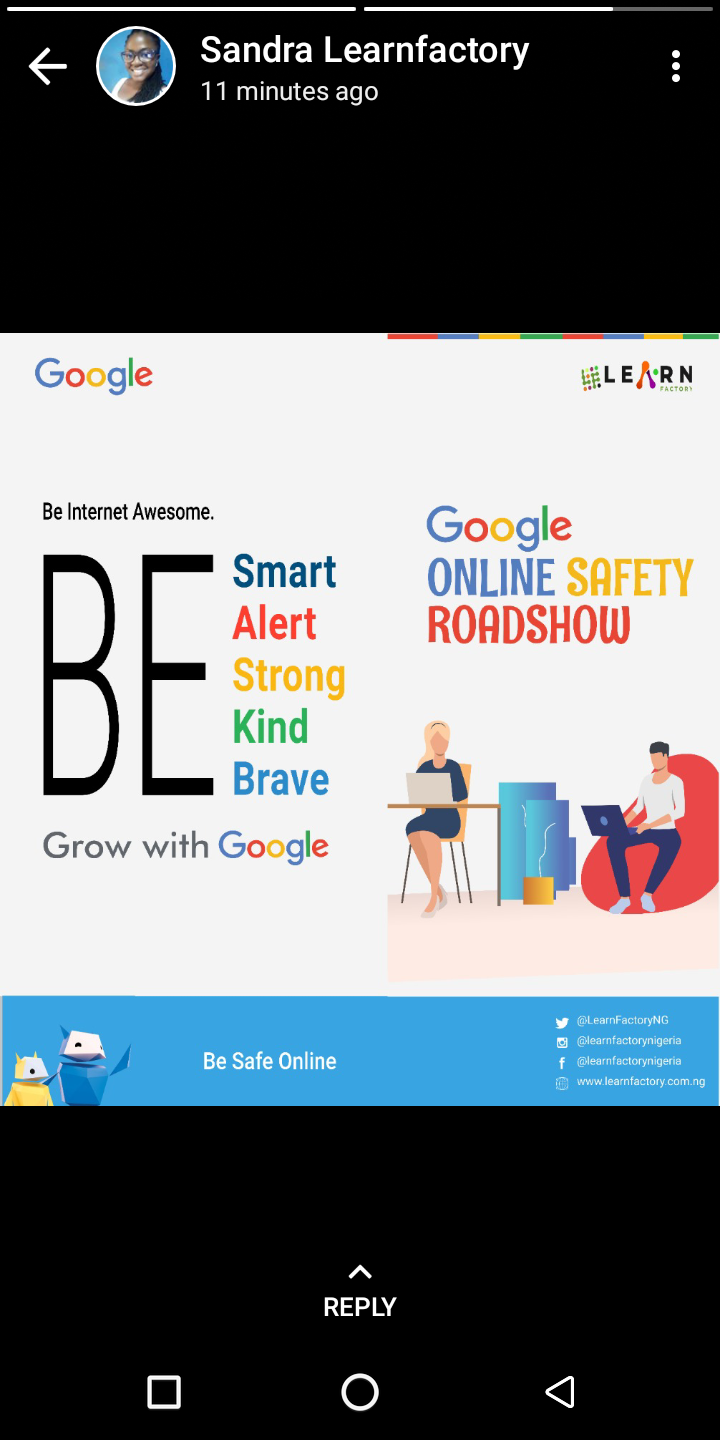 Sandra Learnfactory
11 minutes ago
Google
LEARN
FACTORY
Be Internet Awesome.
BE
Smart
Alert
Strong
Kind
Brave
Grow with Google
Google
ONLINE SAFETY
ROADSHOW
Be Safe Online
@LearnFactoryNG
@learnfactorynigeria
@learnfactorynigeria
www.learnfactory.com.ng
REPLY